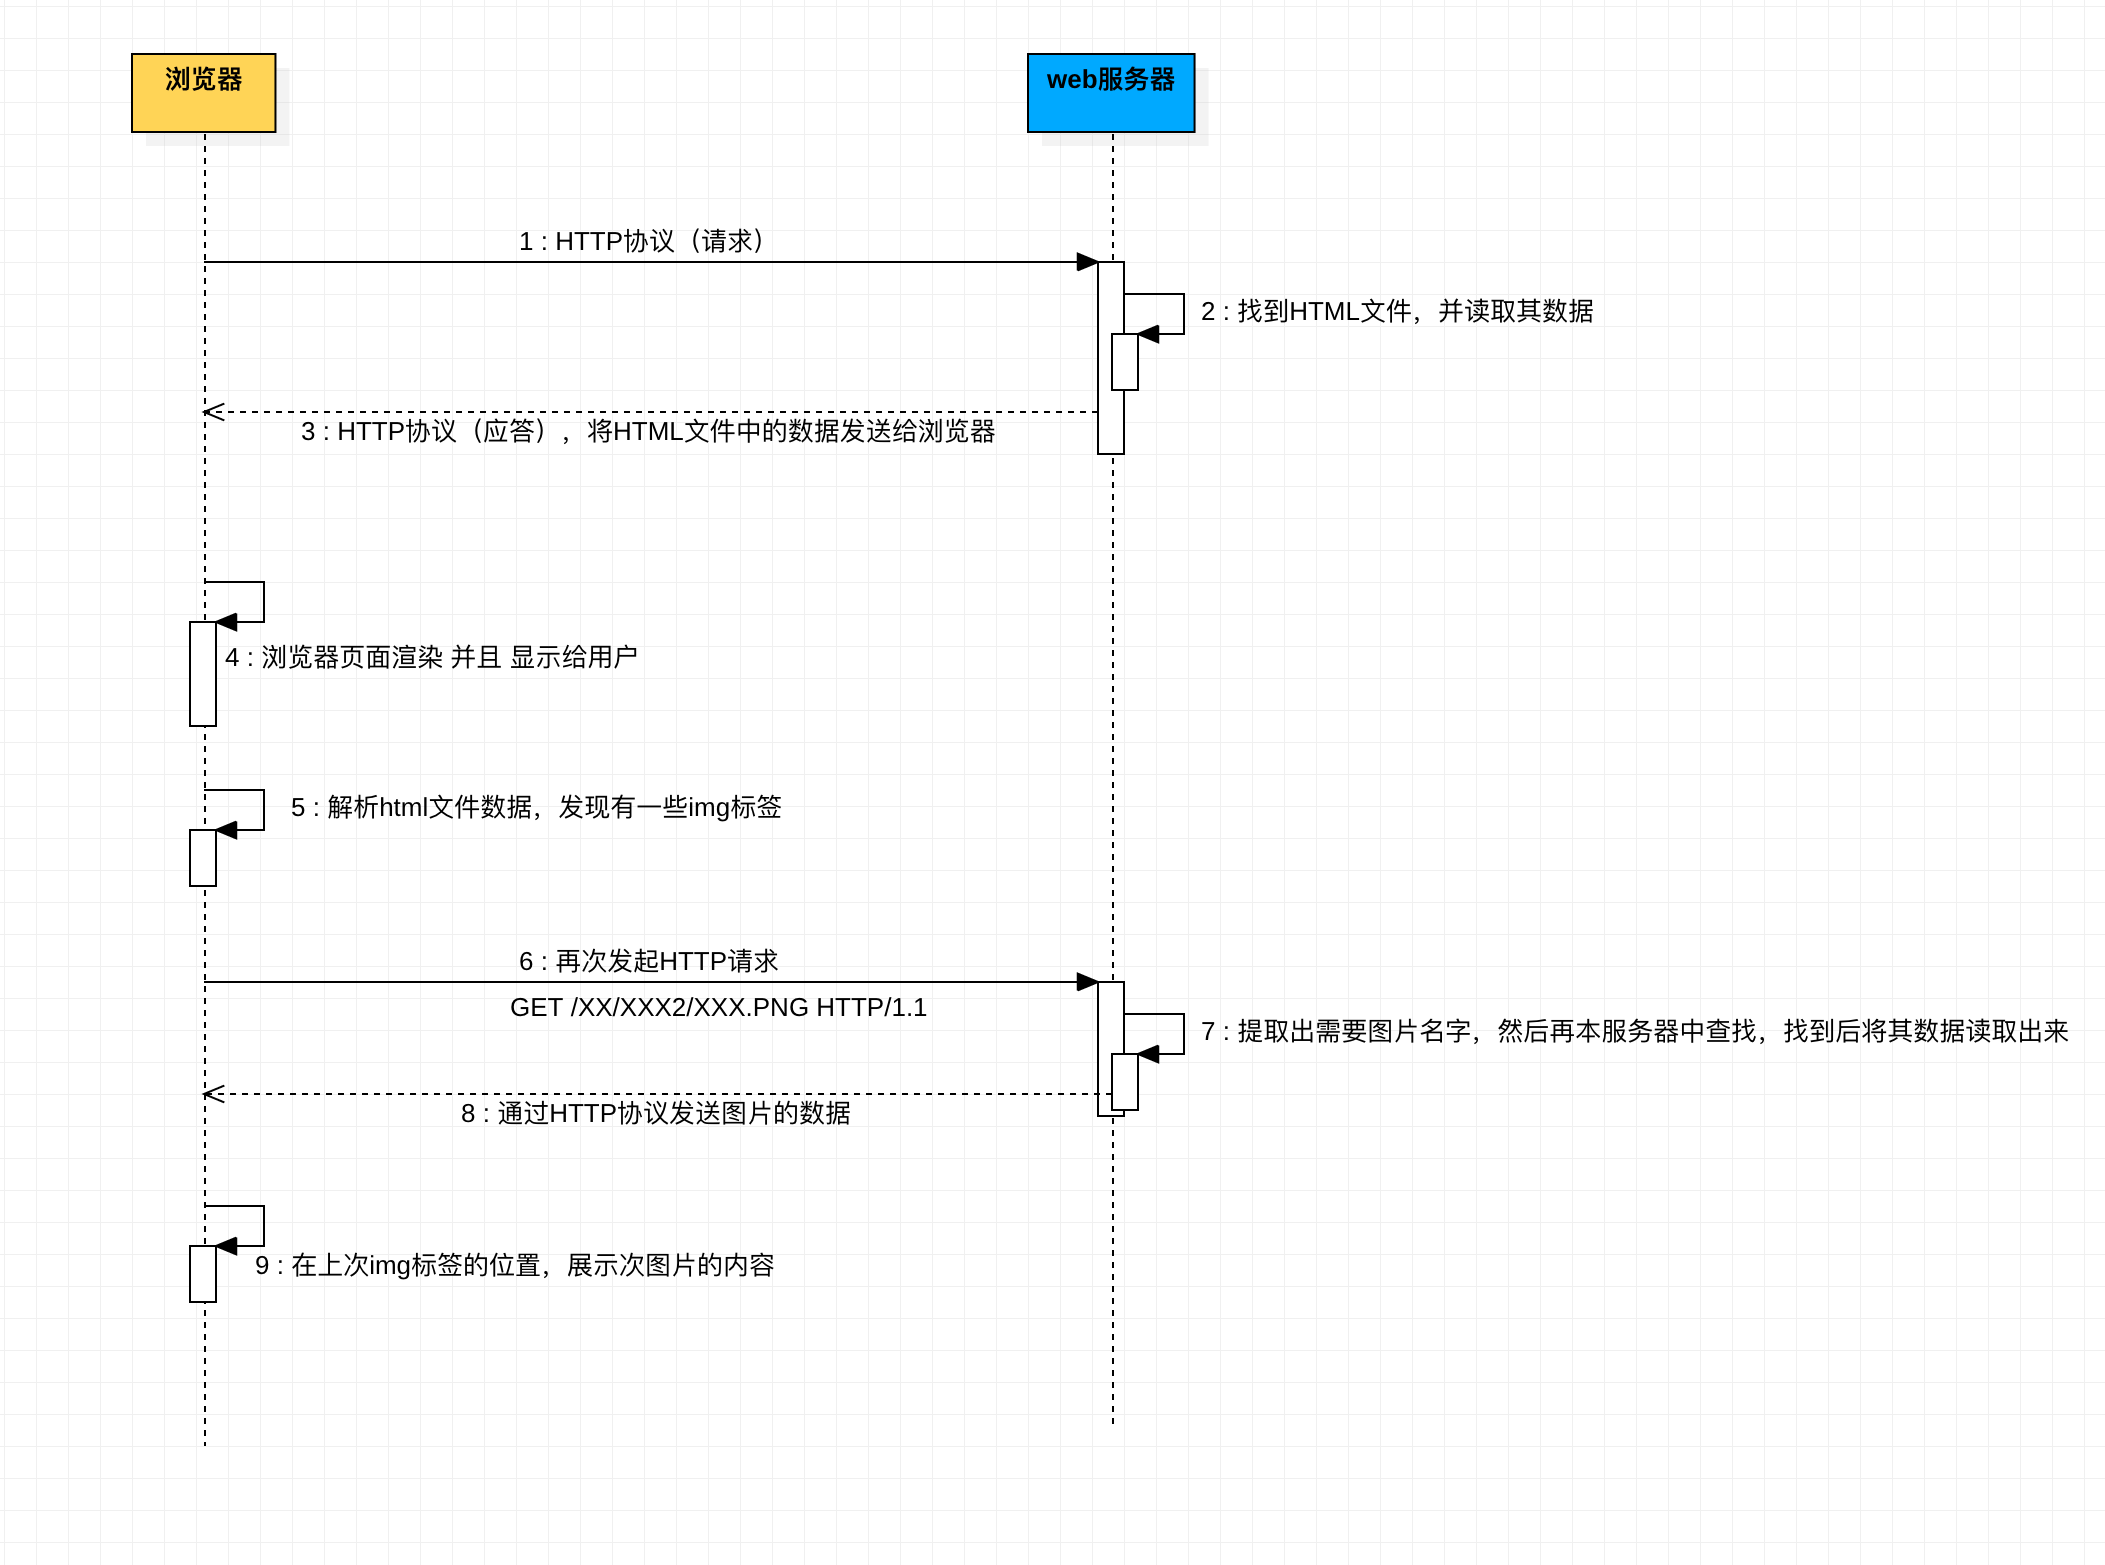 浏览器
web服务器
1 : HTTP协议（请求）
2 : 找到HTML文件，并读取其数据
3 : HTTP协议（应答），将HTML文件中的数据发送给浏览器
4 : 浏览器页面渲染 并且 显示给用户
5 : 解析html文件数据，发现有一些img标签
6 : 再次发起HTTP请求
GET /XX/XXX2/XXX.PNG HTTP/1.1
7 : 提取出需要图片名字，然后再本服务器中查找，找到后将其数据读取出来
8 : 通过HTTP协议发送图片的数据
9 : 在上次img标签的位置，展示次图片的内容